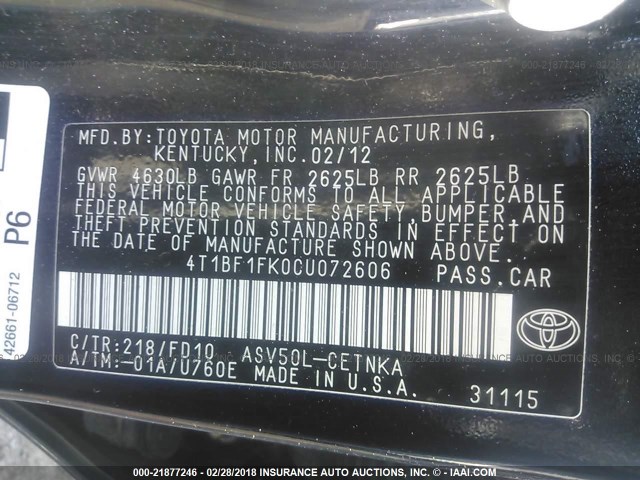 MFD.BY:TOYOTA MOTOR MANUFACTURING,
KENTUCKY, INC. 02/12
GVWR 4630LB GAWR FR 2625LB RR 2625LB
THIS VEHICLE CONFORMS TO ALL APPLICABLE
FEDERAL MOTOR VEHICLE SAFETY, BUMPER, AND
THEFT PREVENTION STANDARDS IN EFFECT ON
THE DATE OF MANUFACTURE SHOWN ABOVE.
4T1BF1FK0CU072606 PASS.CAR
C/TR:218/FD10 ASV50L-CETNKA
A/TM:-01A/U760E MADE IN U.S.A.
31115
P6
42661-06712
000-21877246 - 02/28/2018 INSURANCE AUTO AUCTIONS, INC. - © - IAAI.COM